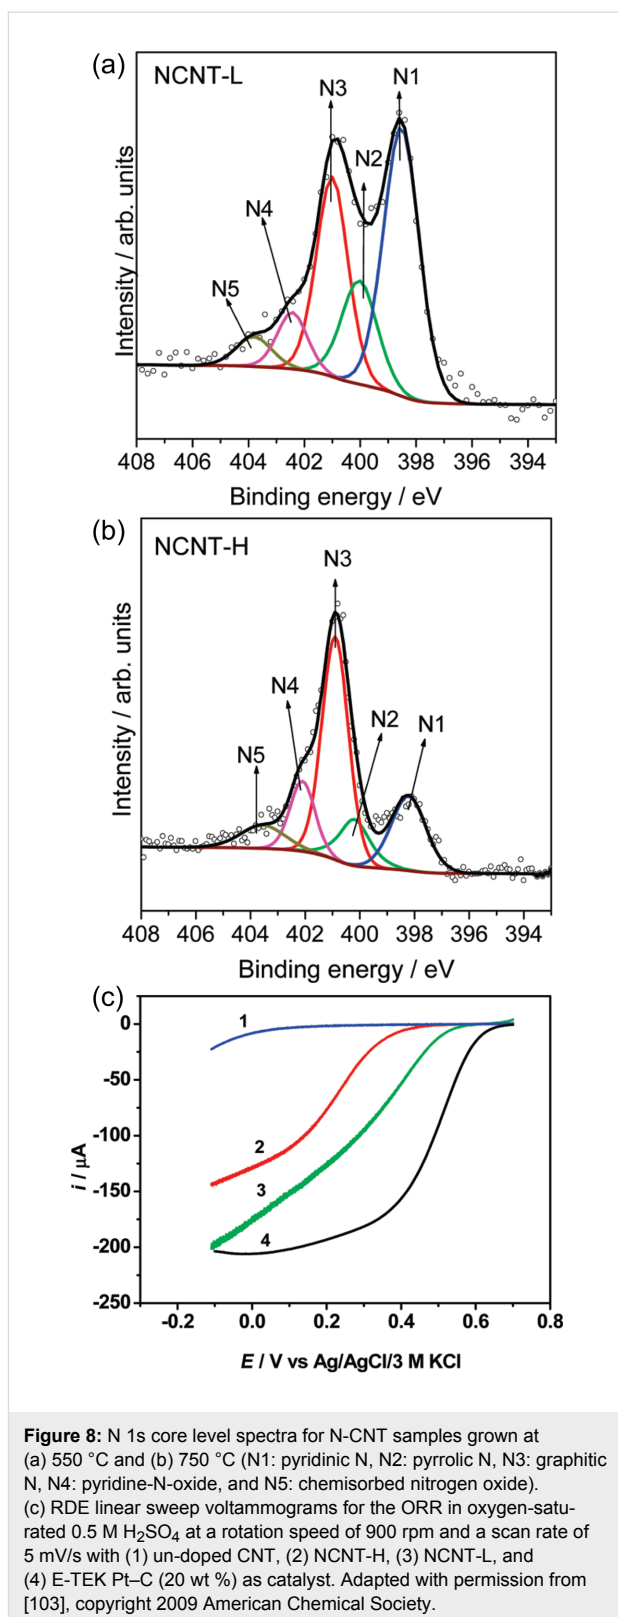 (a)
NCNT-L
N1
N3
N2
N4
N5
Intensity / arb. units
408 406 404 402 400 398 396 394
Binding energy / eV
(b)
NCNT-H
N3
N4
N2
N1
N5
Intensity / arb. units
408 406 404 402 400 398 396 394
Binding energy / eV
(c)
0
-50
-100
-150
-200
-250
i / µA
1
2
3
4
-0.2 0.0 0.2 0.4 0.6 0.8
E / V vs Ag/AgCl/3 M KCl
Figure 8: N 1s core level spectra for N-CNT samples grown at
(a) 550 °C and (b) 750 °C (N1: pyridinic N, N2: pyrrolic N, N3: graphitic
N, N4: pyridine-N-oxide, and N5: chemisorbed nitrogen oxide).
(c) RDE linear sweep voltammograms for the ORR in oxygen-satu-
rated 0.5 M H₂SO₄ at a rotation speed of 900 rpm and a scan rate of
5 mV/s with (1) un-doped CNT, (2) NCNT-H, (3) NCNT-L, and
(4) E-TEK Pt–C (20 wt %) as catalyst. Adapted with permission from
[103], copyright 2009 American Chemical Society.